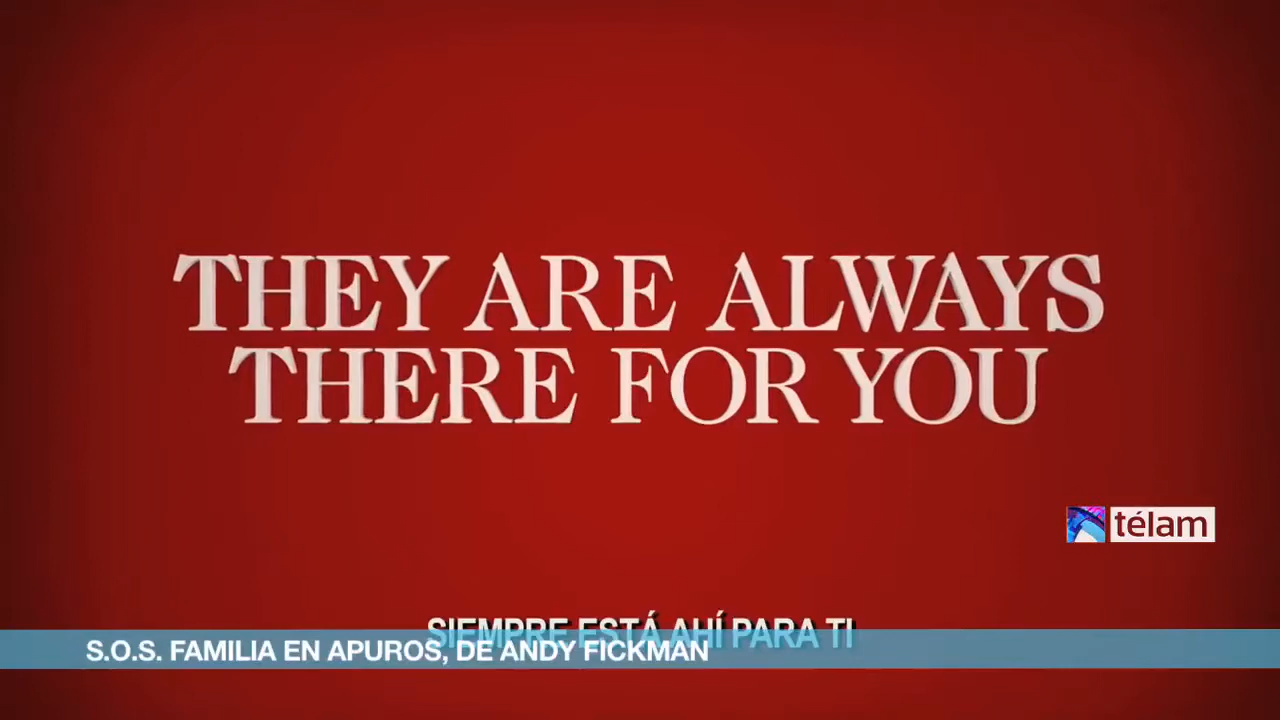 THEY ARE ALWAYS
THERE FOR YOU
télam
SIEMPRE ESTÁ AHÍ PARA TI
S.O.S. FAMILIA EN APUROS, DE ANDY FICKMAN